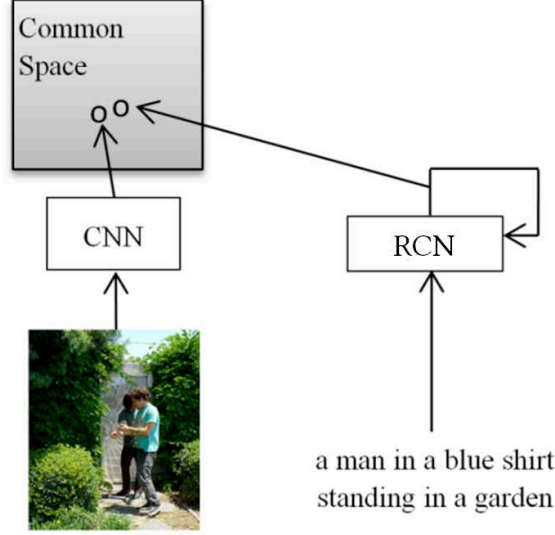 Common
Space
o o
CNN
RCN
a man in a blue shirt
standing in a garden